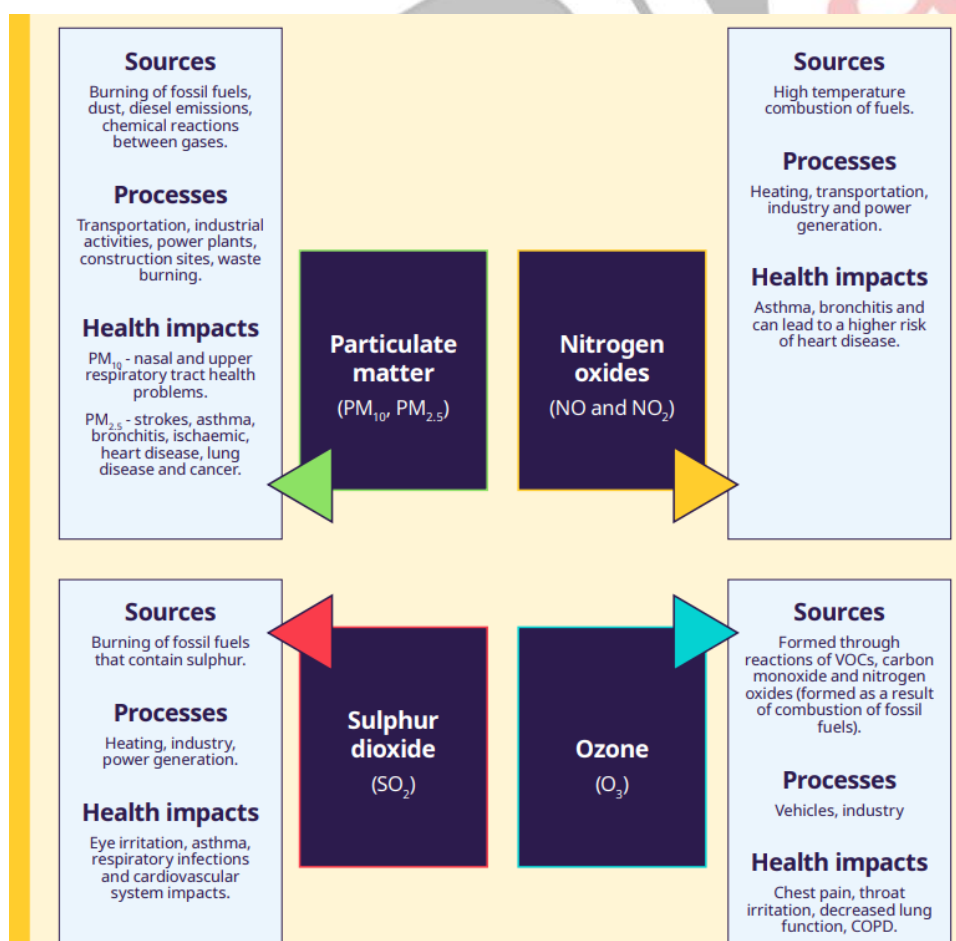 Sources
Burning of fossil fuels,
dust, diesel emissions,
chemical reactions
between gases.
Processes
Transportation, industrial
activities, power plants,
construction sites, waste
burning.
Health impacts
PM10 - nasal and upper
respiratory tract health
problems.
PM2.5 - strokes, asthma,
bronchitis, ischaemic,
heart disease, lung
disease and cancer.
Particulate
matter
(PM10, PM2.5)
Nitrogen
oxides
(NO and NO2)
Sources
High temperature
combustion of fuels.
Processes
Heating, transportation,
industry and power
generation.
Health impacts
Asthma, bronchitis and
can lead to a higher risk
of heart disease.
Sources
Burning of fossil fuels
that contain sulphur.
Processes
Heating, industry,
power generation.
Health impacts
Eye irritation, asthma,
respiratory infections
and cardiovascular
system impacts.
Sulphur
dioxide
(SO2)
Ozone
(O3)
Sources
Formed through
reactions of VOCs, carbon
monoxide and nitrogen
oxides (formed as a result
of combustion of fossil
fuels).
Processes
Vehicles, industry
Health impacts
Chest pain, throat
irritation, decreased lung
function, COPD.